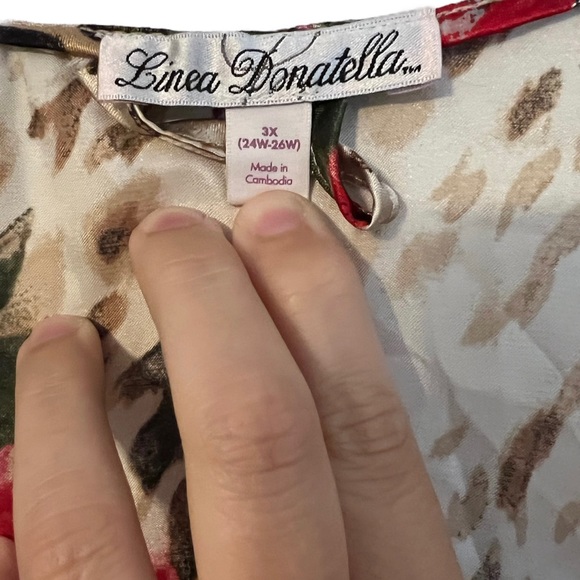 Linea Donatella™
3X
(24W-26W)
Made in
Cambodia